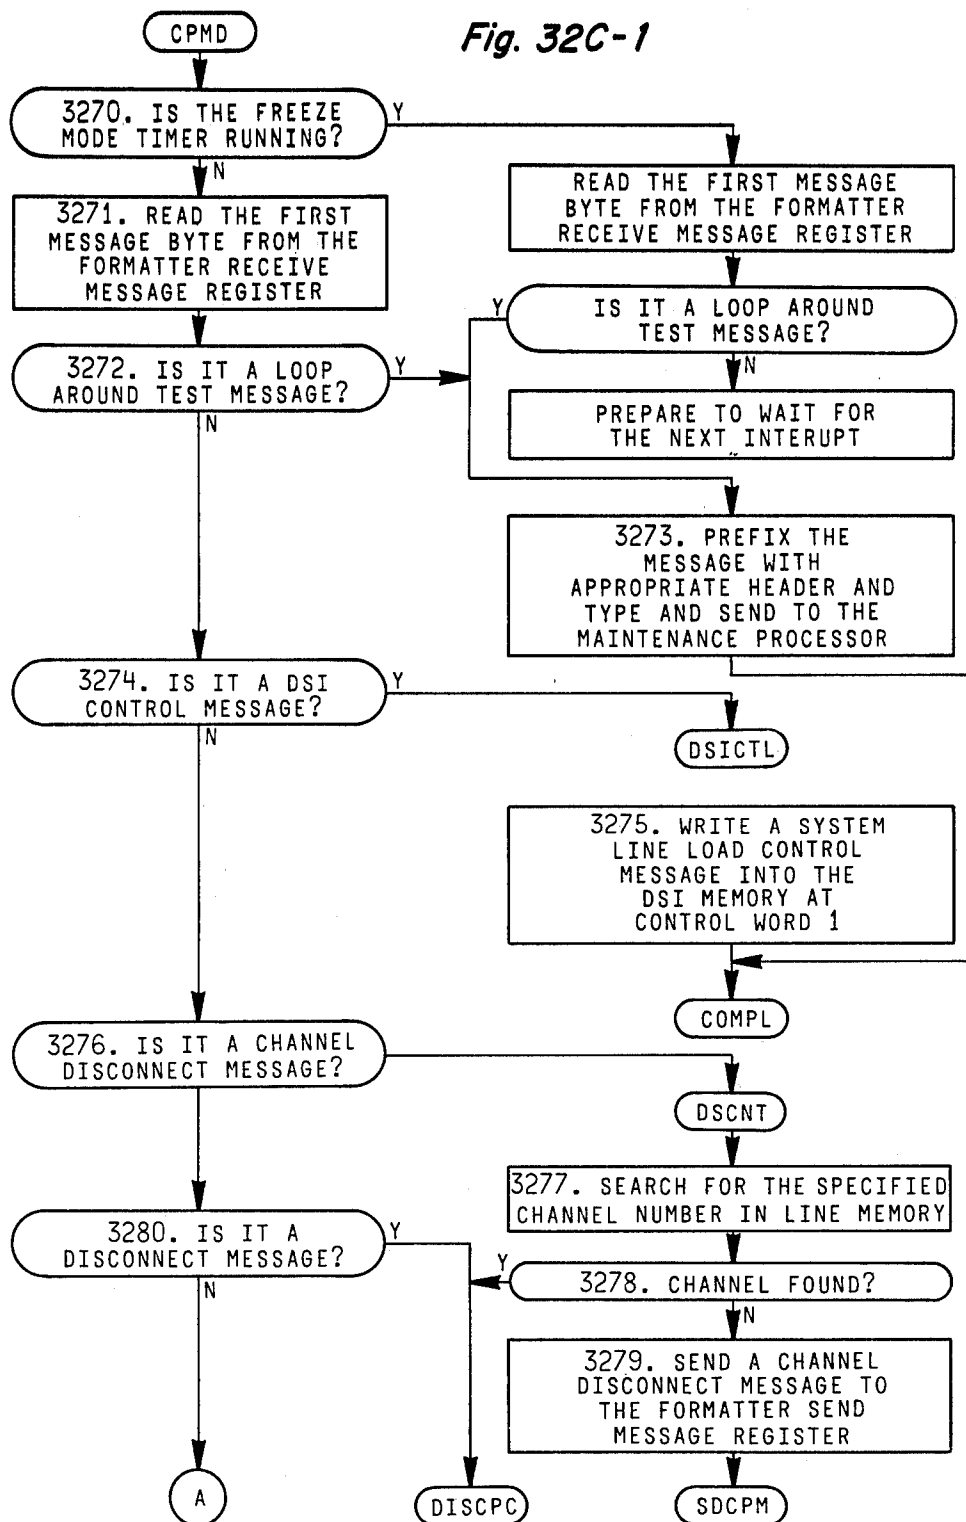 CPMD
Fig. 32C-1
3270. IS THE FREEZE
MODE TIMER RUNNING?
Y
N
READ THE FIRST MESSAGE
BYTE FROM THE FORMATTER
RECEIVE MESSAGE REGISTER
3271. READ THE FIRST
MESSAGE BYTE FROM THE
FORMATTER RECEIVE
MESSAGE REGISTER
Y
IS IT A LOOP AROUND
TEST MESSAGE?
N
3272. IS IT A LOOP
AROUND TEST MESSAGE?
Y
N
PREPARE TO WAIT FOR
THE NEXT INTERUPT
3273. PREFIX THE
MESSAGE WITH
APPROPRIATE HEADER AND
TYPE AND SEND TO THE
MAINTENANCE PROCESSOR
3274. IS IT A DSI
CONTROL MESSAGE?
Y
N
DSICTL
3275. WRITE A SYSTEM
LINE LOAD CONTROL
MESSAGE INTO THE
DSI MEMORY AT
CONTROL WORD 1
COMPL
3276. IS IT A CHANNEL
DISCONNECT MESSAGE?
DSCNT
3277. SEARCH FOR THE SPECIFIED
CHANNEL NUMBER IN LINE MEMORY
3280. IS IT A
DISCONNECT MESSAGE?
Y
N
Y
3278. CHANNEL FOUND?
N
3279. SEND A CHANNEL
DISCONNECT MESSAGE TO
THE FORMATTER SEND
MESSAGE REGISTER
A
DISCPC
SDCPM